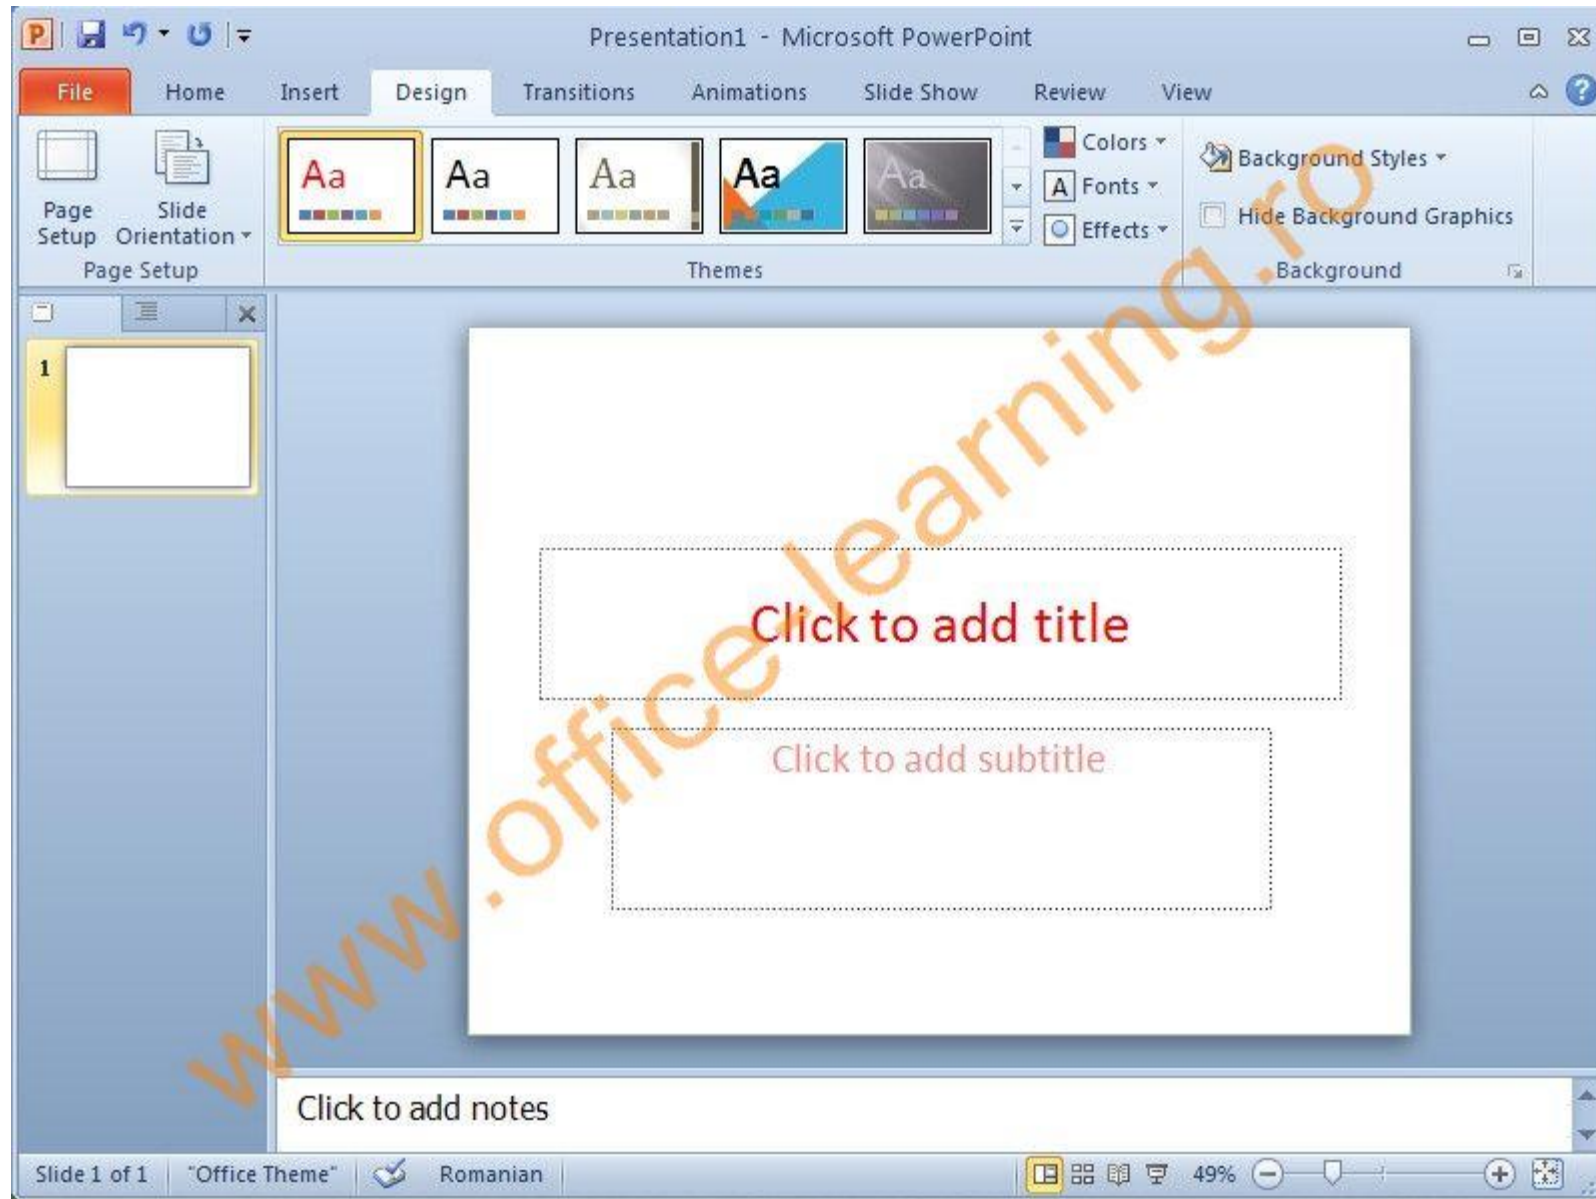 Presentation1 - Microsoft PowerPoint
File Home Insert Design Transitions Animations Slide Show Review View
Page Setup
Slide Orientation
Page Setup
Aa Aa Aa Aa Aa
Themes
Colors
A Fonts
Effects
Background Styles
Hide Background Graphics
Background
1
Click to add title
Click to add subtitle
www.office-learning.ro
Click to add notes
Slide 1 of 1 "Office Theme" Romanian 49%